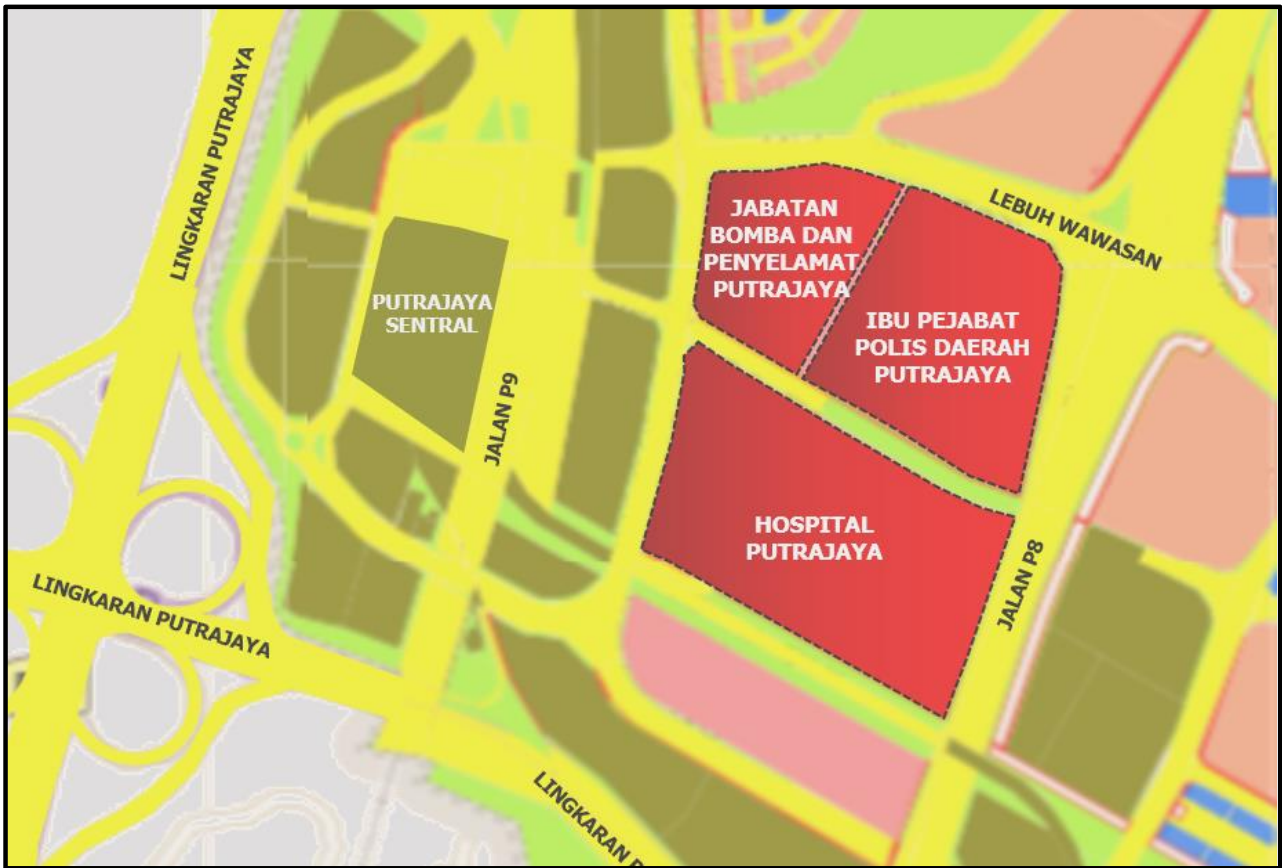 LINGKARAN PUTRAJAYA
JABATAN
BOMBA DAN
PENYELAMAT
PUTRAJAYA
LEBUH WAWASAN
PUTRAJAYA
SENTRAL
IBU PEJABAT
POLIS DAERAH
PUTRAJAYA
JALAN P9
HOSPITAL
PUTRAJAYA
JALAN P8
LINGKARAN PUTRAJAYA
LINGKARAN P